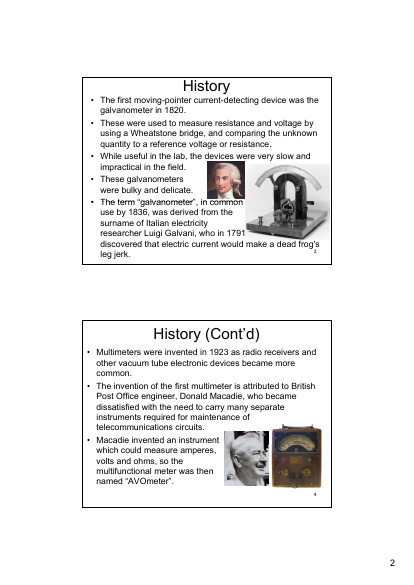 History
• The first moving-pointer current-detecting device was the
galvanometer in 1820.
• These were used to measure resistance and voltage by
using a Wheatstone bridge, and comparing the unknown
quantity to a reference voltage or resistance.
• While useful in the lab, the devices were very slow and
impractical in the field.
• These galvanometers
were bulky and delicate.
• The term “galvanometer”, in common
use by 1836, was derived from the
surname of Italian electricity
researcher Luigi Galvani, who in 1791
discovered that electric current would make a dead frog's
leg jerk.
3
History (Cont’d)
• Multimeters were invented in 1923 as radio receivers and
other vacuum tube electronic devices became more
common.
• The invention of the first multimeter is attributed to British
Post Office engineer, Donald Macadie, who became
dissatisfied with the need to carry many separate
instruments required for maintenance of
telecommunications circuits.
• Macadie invented an instrument
which could measure amperes,
volts and ohms, so the
multifunctional meter was then
named “AVOmeter”.
4
2